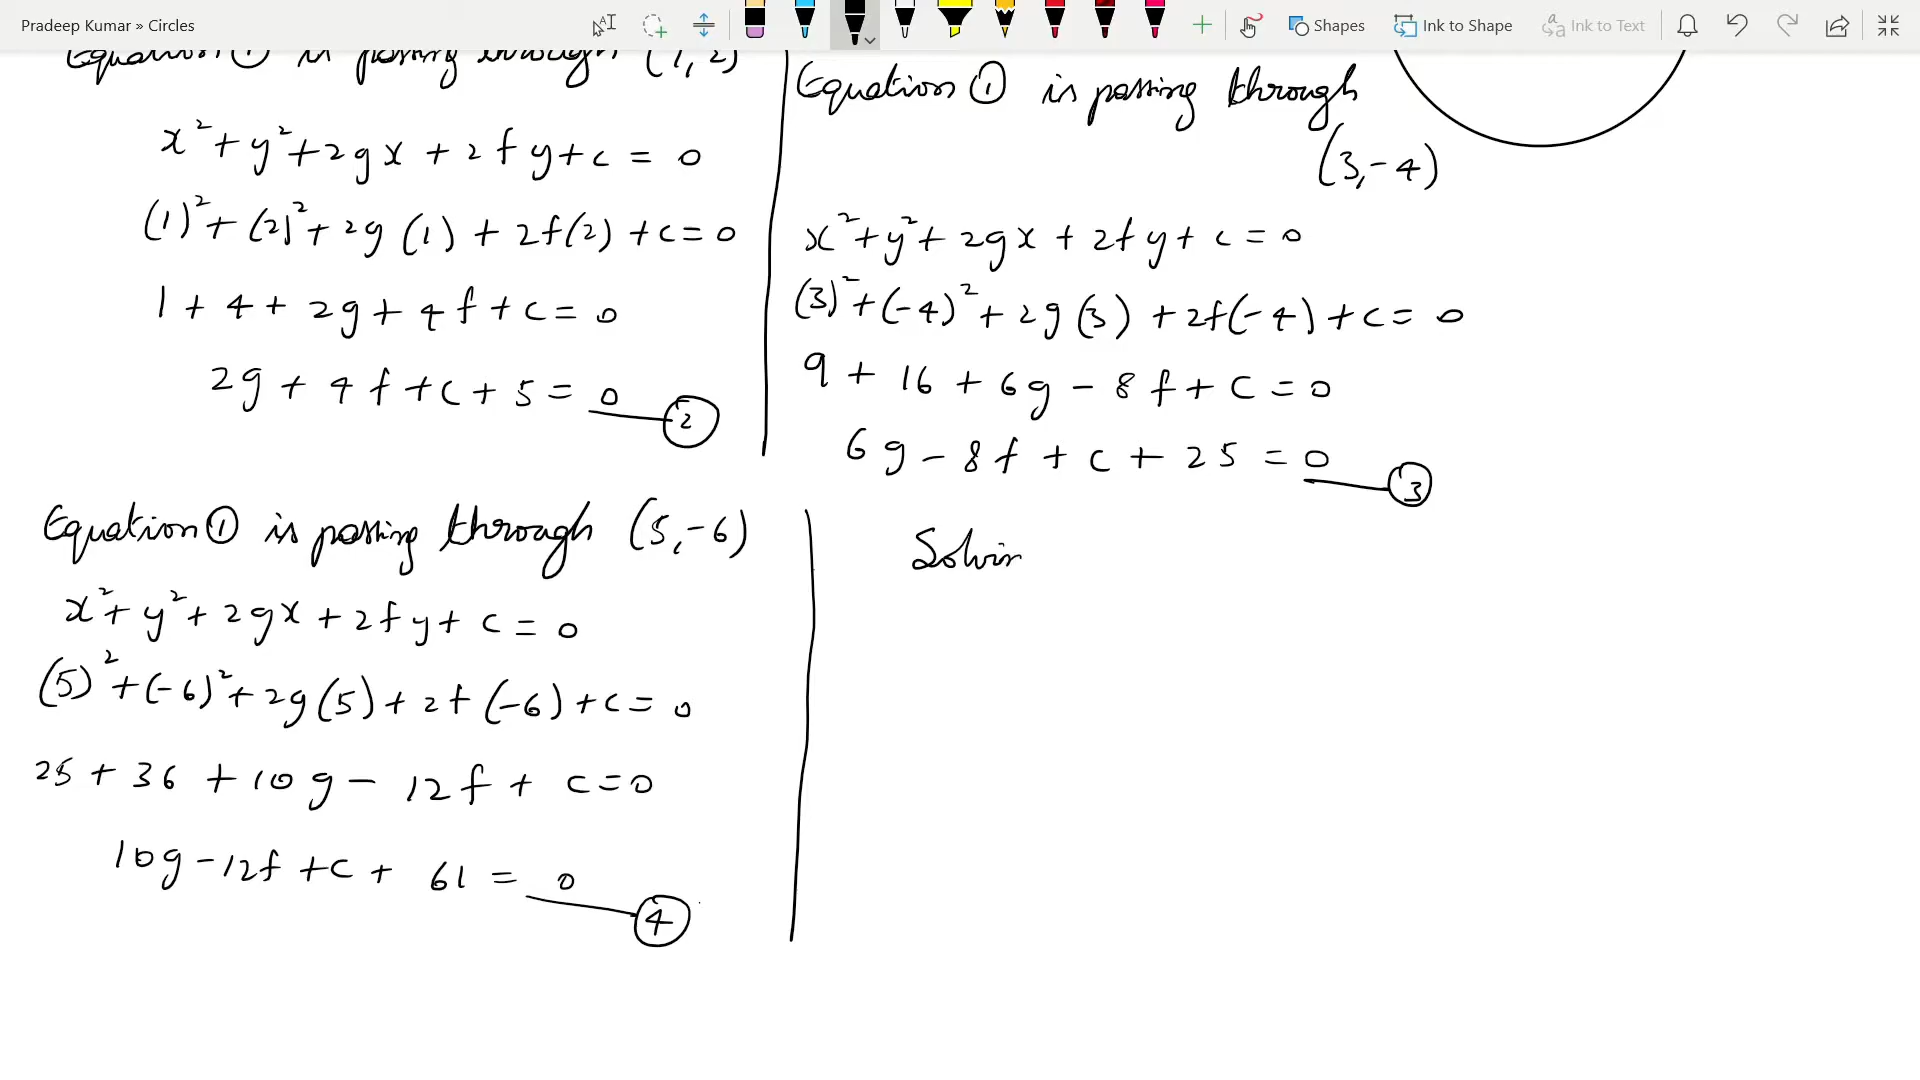 Pradeep Kumar » Circles
Shapes
Ink to Shape
Ink to Text
Equation ① is passing through (1, 2)
x² + y² + 2gx + 2fy + c = 0
(1)² + (2)² + 2g (1) + 2f(2) + c = 0
1 + 4 + 2g + 4f + c = 0
2g + 4f + c + 5 = 0 — ②
Equation ① is passing through
(3, -4)
x² + y² + 2gx + 2fy + c = 0
(3)² + (-4)² + 2g (3) + 2f(-4) + c = 0
9 + 16 + 6g - 8f + c = 0
6g - 8f + c + 25 = 0 — ③
Equation ① is passing through (5, -6)
x² + y² + 2gx + 2fy + c = 0
(5)² + (-6)² + 2g (5) + 2f (-6) + c = 0
25 + 36 + 10g - 12f + c = 0
10g - 12f + c + 61 = 0 — ④
Solvin